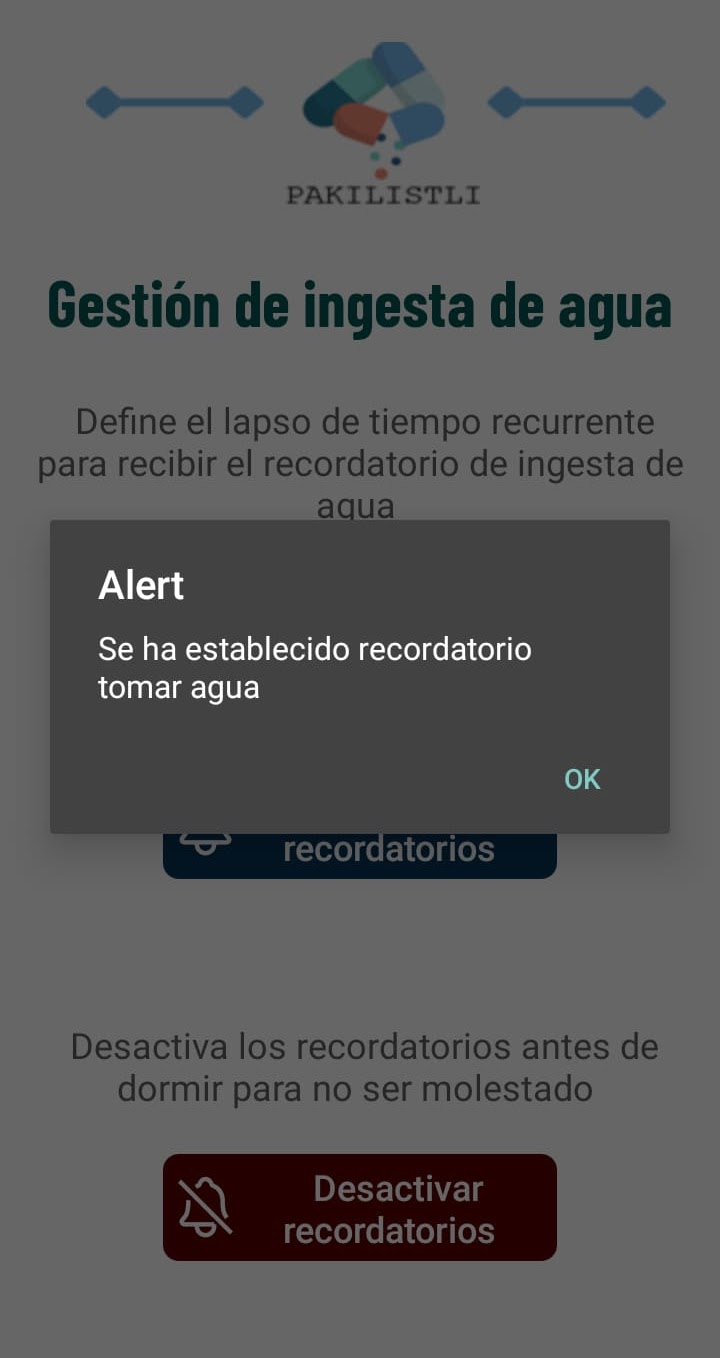 PAKILISTLI
Gestión de ingesta de agua
Define el lapso de tiempo recurrente
para recibir el recordatorio de ingesta de
agua
Alert
Se ha establecido recordatorio
tomar agua
OK
recordatorios
Desactiva los recordatorios antes de
dormir para no ser molestado
Desactivar
recordatorios